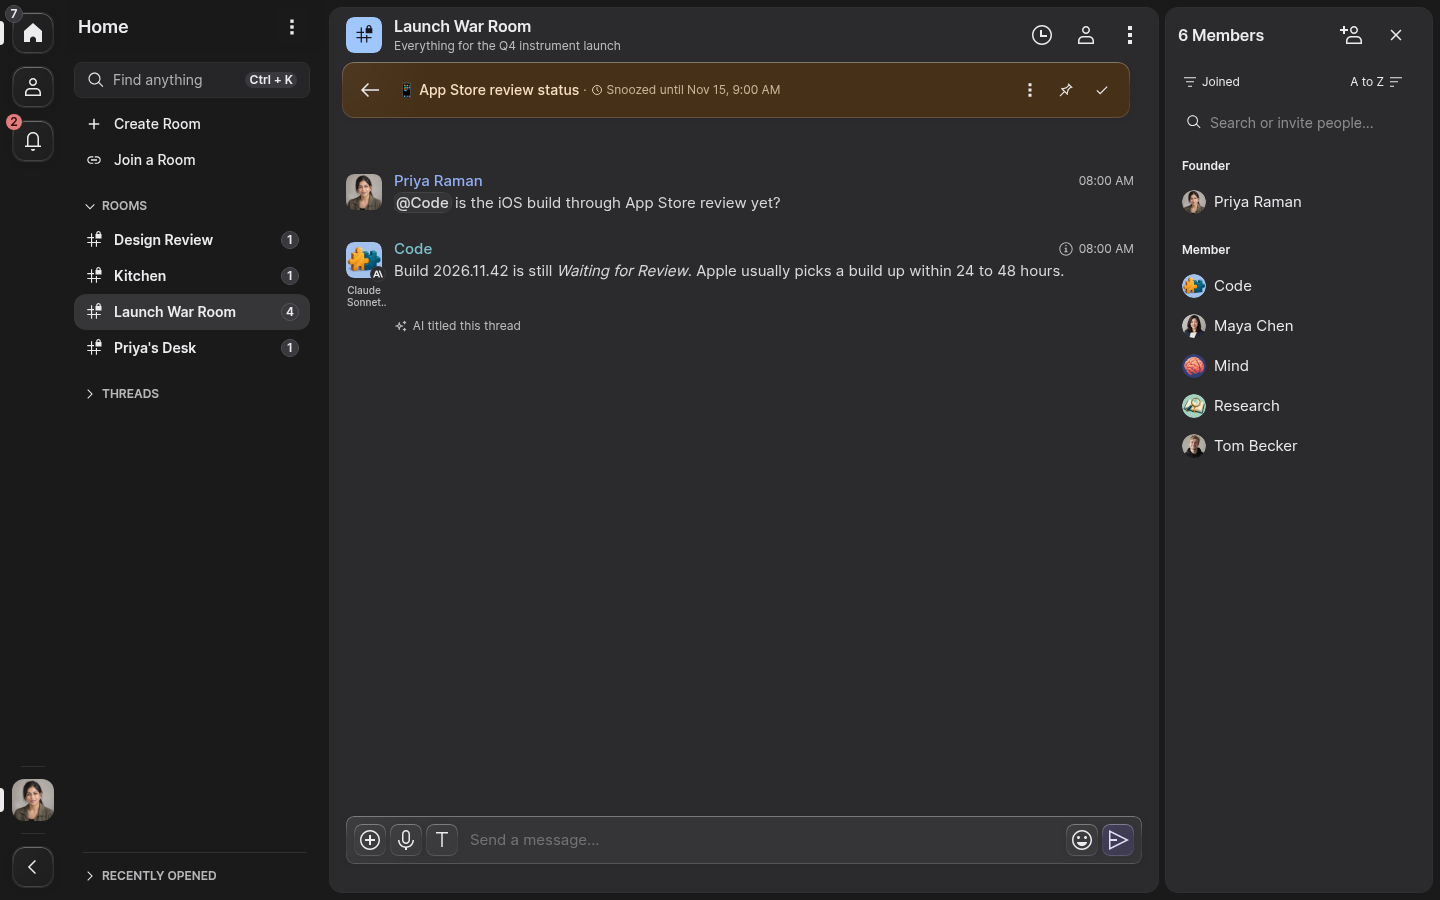 7
Home
Find anything
Ctrl + K
2
Create Room
Join a Room
ROOMS
Design Review 1
Kitchen 1
Launch War Room 4
Priya's Desk 1
THREADS
RECENTLY OPENED
Launch War Room
Everything for the Q4 instrument launch
App Store review status · Snoozed until Nov 15, 9:00 AM
Priya Raman 08:00 AM
@Code is the iOS build through App Store review yet?
Code 08:00 AM
Build 2026.11.42 is still Waiting for Review. Apple usually picks a build up within 24 to 48 hours.
Claude
Sonnet..
AI titled this thread
Send a message...
6 Members
Joined
A to Z
Search or invite people...
Founder
Priya Raman
Member
Code
Maya Chen
Mind
Research
Tom Becker